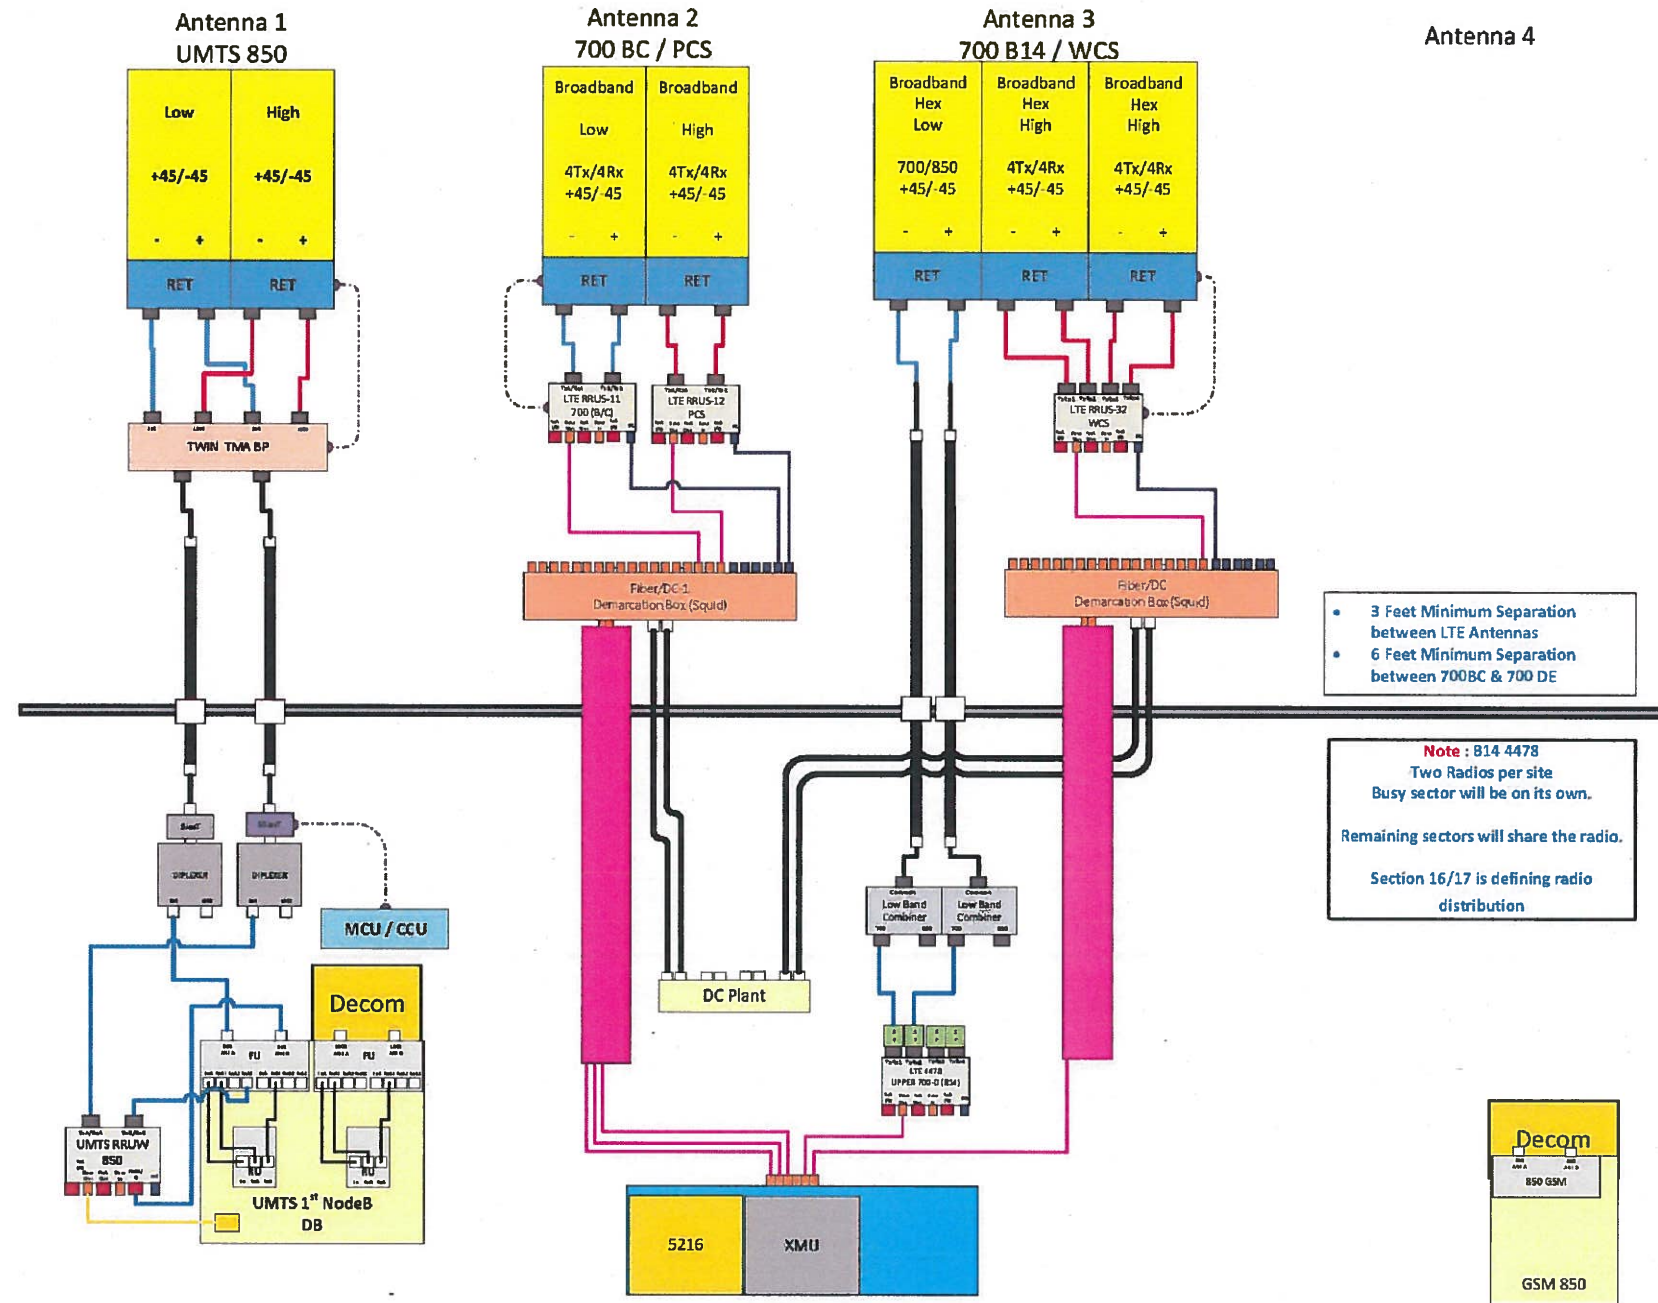 Antenna 1
UMTS 850
Antenna 2
700 BC / PCS
Antenna 3
700 B14 / WCS
Antenna 4
Low
+45/-45
- +
High
+45/-45
- +
RET
RET
Broadband
Low
4Tx/4Rx
+45/-45
- +
Broadband
High
4Tx/4Rx
+45/-45
- +
RET
RET
Broadband
Hex
Low
700/850
+45/-45
- +
Broadband
Hex
High
4Tx/4Rx
+45/-45
- +
Broadband
Hex
High
4Tx/4Rx
+45/-45
- +
RET
RET
RET
TWIN TMA BP
LTE RRUS-11
700 (B/C)
LTE RRUS-12
PCS
LTE RRUS-32
WCS
Fiber/DC-1
Demarcation Box (Squid)
Fiber/DC
Demarcation Box (Squid)
• 3 Feet Minimum Separation
between LTE Antennas
• 6 Feet Minimum Separation
between 700BC & 700 DE
Note : B14 4478
Two Radios per site
Busy sector will be on its own.
Remaining sectors will share the radio.
Section 16/17 is defining radio
distribution
DIPLEXER
DIPLEXER
MCU / CCU
Common
Low Band
Combiner
Common
Low Band
Combiner
DC Plant
Decom
FU
FU
LTE 4478
UPPER 700-D (B14)
UMTS RRUW
850
RU
RU
UMTS 1st NodeB
DB
5216
XMU
Decom
850 GSM
GSM 850